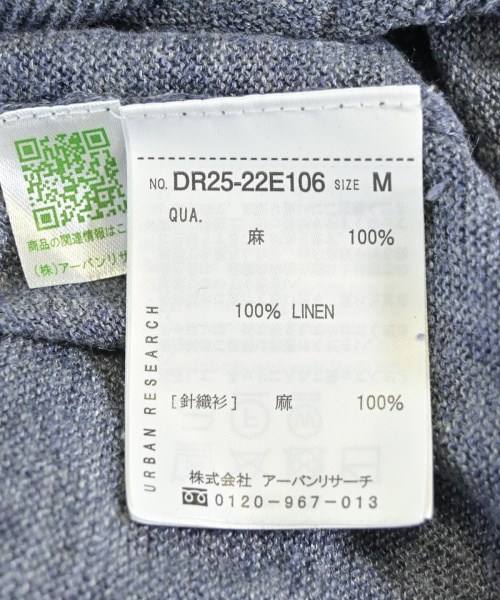 商品の関連情報はこ
(株)アーバンリサ
NO. DR25-22E106 SIZE M
QUA.
麻 100%
100% LINEN
[針織衫] 麻 100%
URBAN RESEARCH
株式会社 アーバンリサーチ
0120-967-013